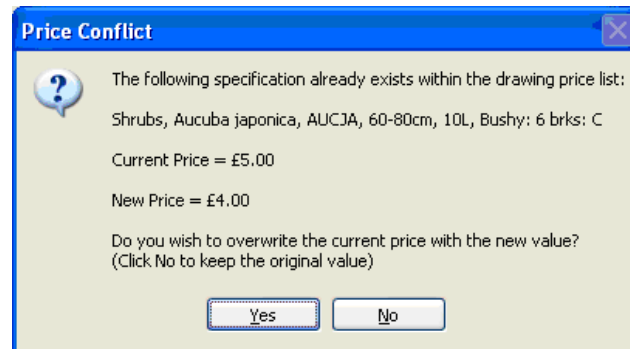 Price Conflict
The following specification already exists within the drawing price list:
Shrubs, Aucuba japonica, AUCJA, 60-80cm, 10L, Bushy: 6 brks: C
Current Price = £5.00
New Price = £4.00
Do you wish to overwrite the current price with the new value?
(Click No to keep the original value)
Yes
No